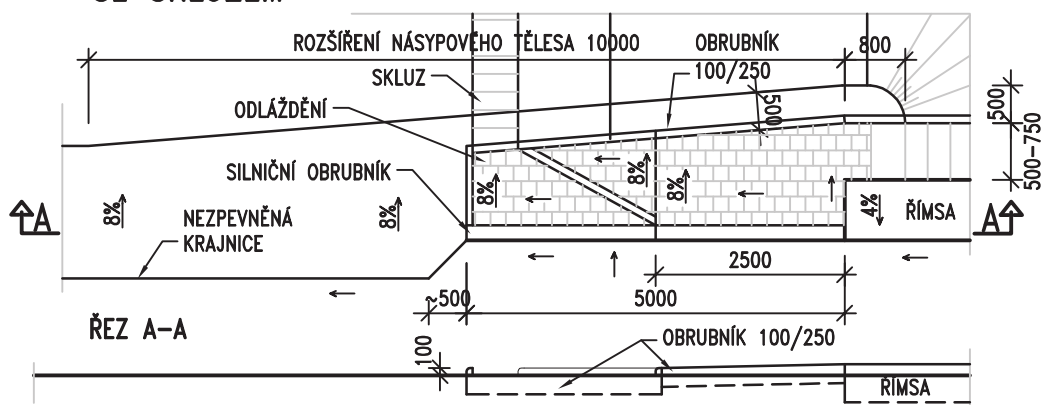 ROZŠÍŘENÍ NÁSYPOVÉHO TĚLESA 10000
OBRUBNÍK
100/250
800
SKLUZ
500
500
ODLÁŽDĚNÍ
500-750
SILNIČNÍ OBRUBNÍK
8%
8%
8%
8%
8%
4%
ŘÍMSA
A
A
NEZPEVNĚNÁ
KRAJNICE
2500
~500
5000
ŘEZ A-A
100
OBRUBNÍK 100/250
ŘÍMSA